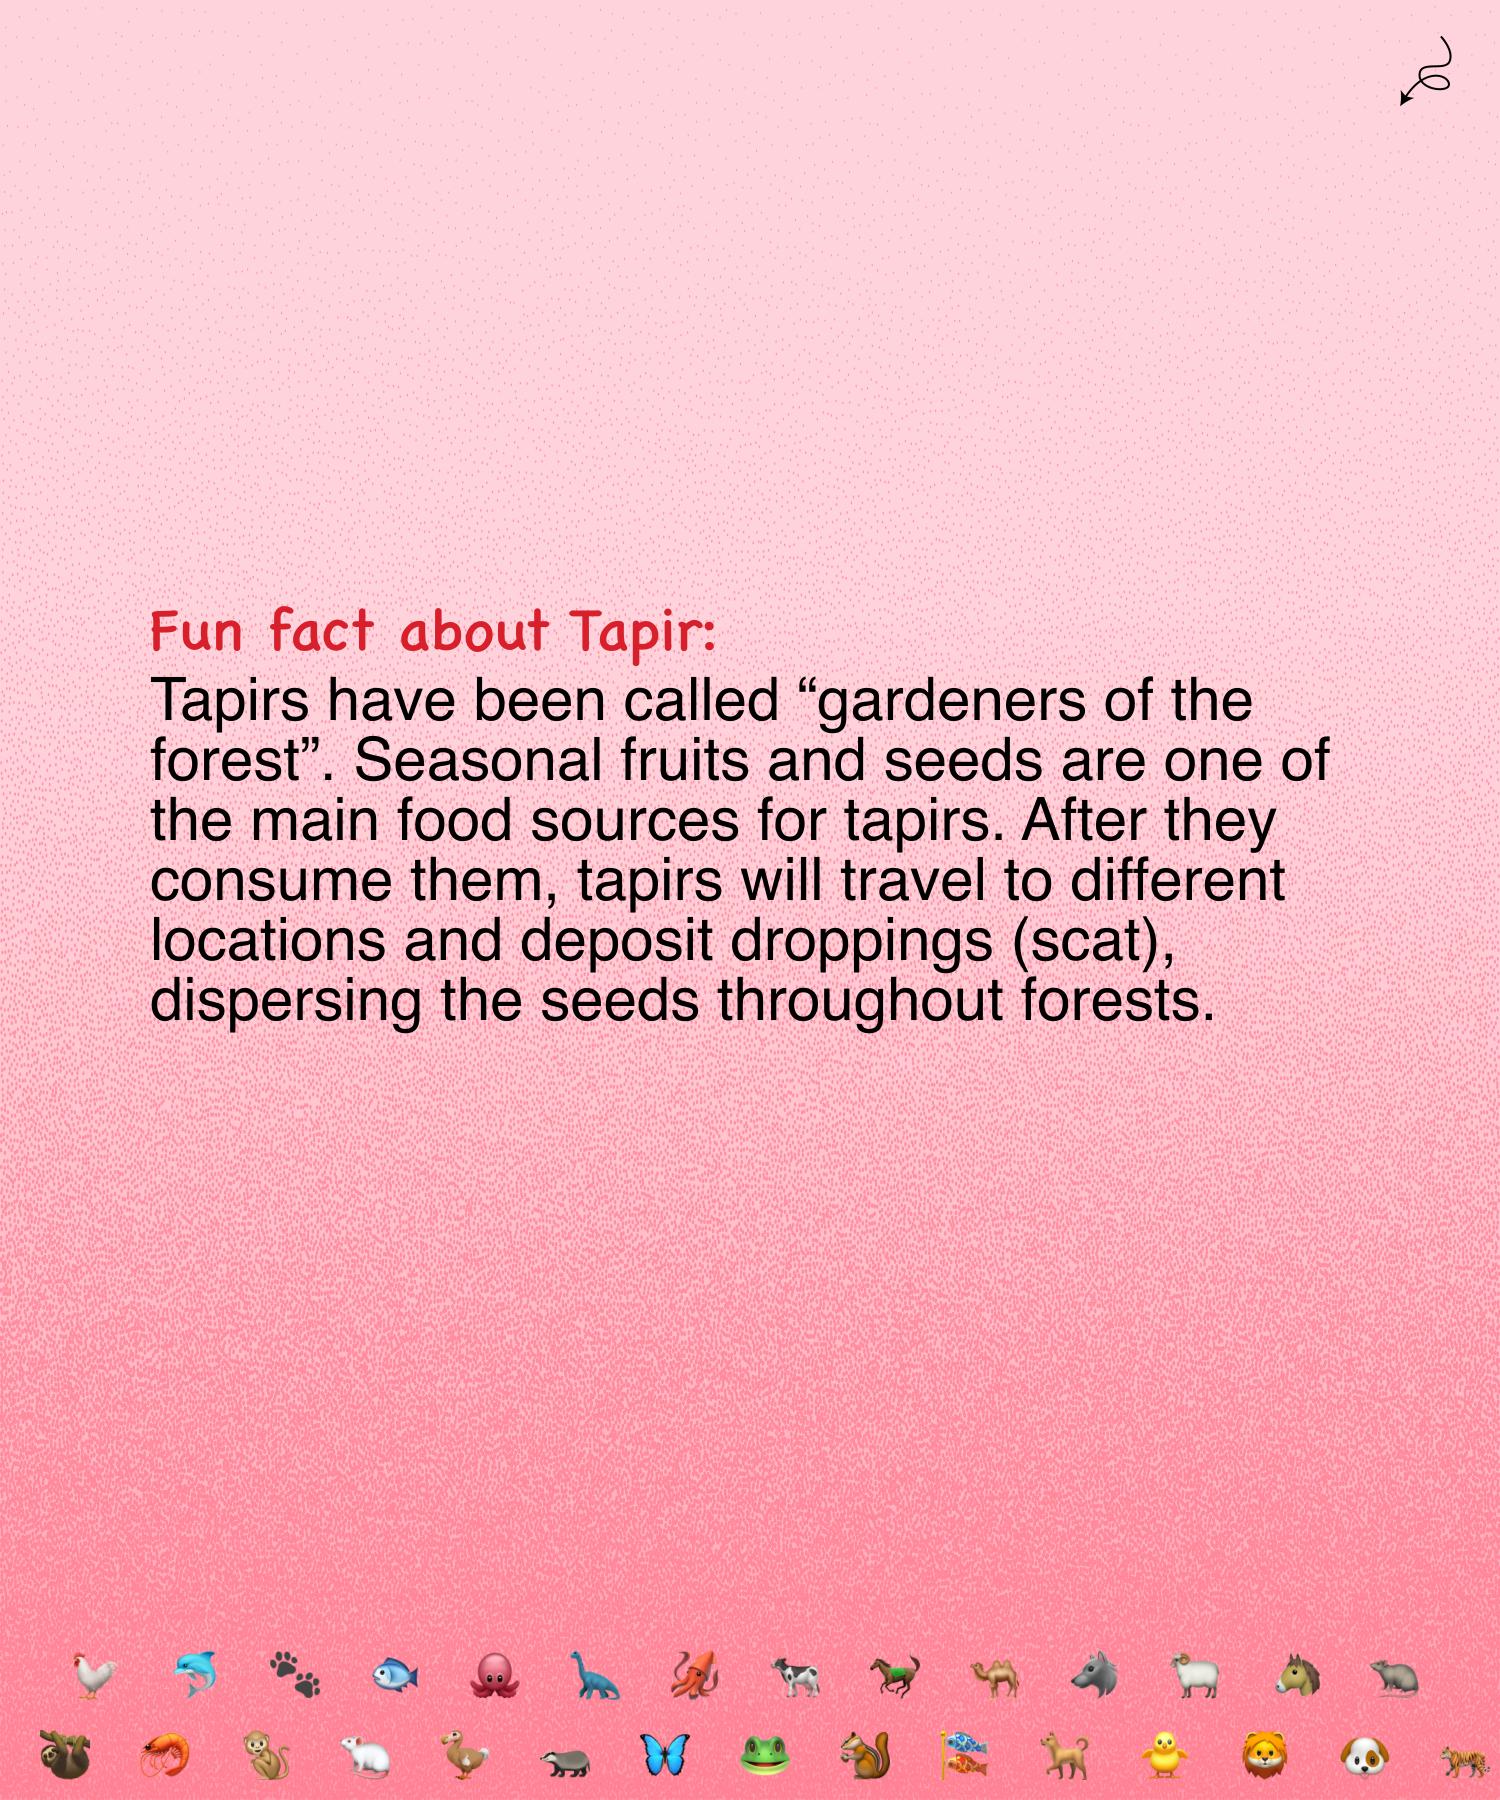 Fun fact about Tapir:
Tapirs have been called “gardeners of the
forest”. Seasonal fruits and seeds are one of
the main food sources for tapirs. After they
consume them, tapirs will travel to different
locations and deposit droppings (scat),
dispersing the seeds throughout forests.